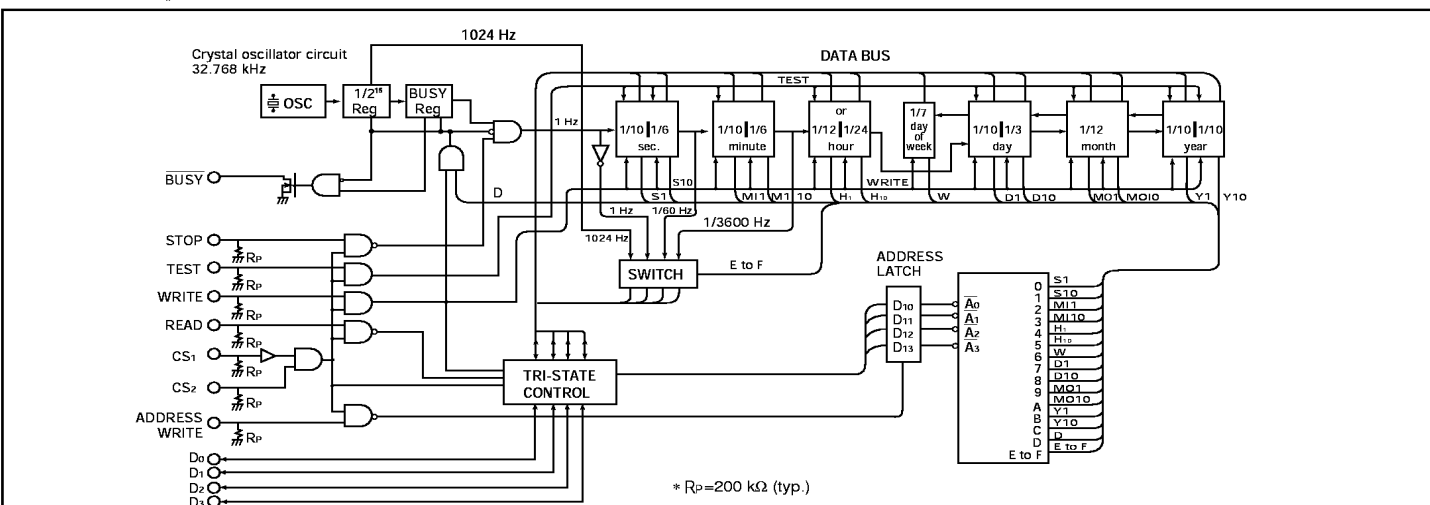 1024 Hz
Crystal oscillator circuit
32.768 kHz
DATA BUS
TEST
OSC
1/2¹⁵
Reg
BUSY
Reg
1 Hz
1/10 1/6
sec.
1/10 1/6
minute
or
1/12 1/24
hour
1/7
day
of
week
1/10 1/3
day
1/12
month
1/10 1/10
year
BUSY
D
S1
S10
MI1
M1 10
H1
H10
WRITE
W
D1
D10
MO1
MO10
Y1
Y10
1 Hz
1/60 Hz
1/3600 Hz
1024 Hz
SWITCH
E to F
STOP
RP
TEST
RP
WRITE
RP
READ
RP
CS1
RP
CS2
RP
ADDRESS
WRITE
RP
TRI-STATE
CONTROL
ADDRESS
LATCH
D10
D11
D12
D13
A0
A1
A2
A3
0
S1
1
S10
2
MI1
3
MI10
4
H1
5
H10
6
W
7
D1
8
D10
9
MO1
A
MO10
B
Y1
C
Y10
D
D
E to F
E to F
D0
D1
D2
D3
* RP=200 kΩ (typ.)